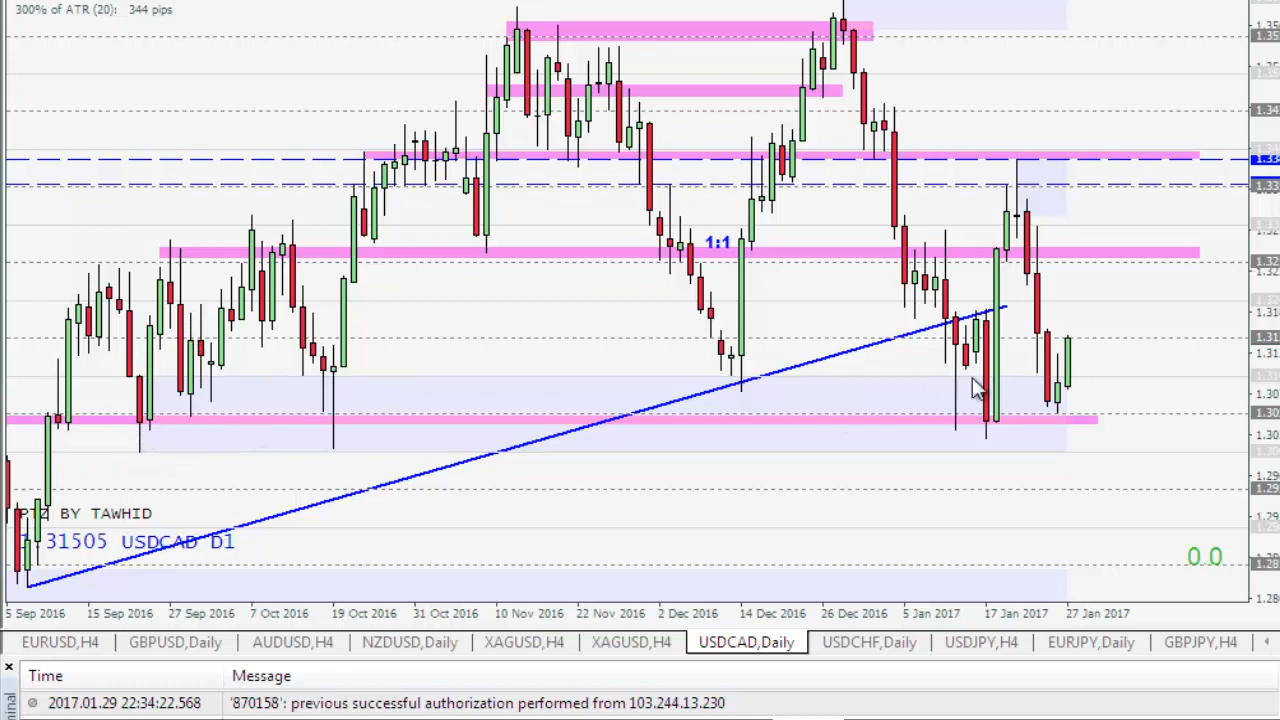 300% of ATR (20): 344 pips
1:1
PTZ BY TAWHID
1.31505 USDCAD D1
0 0
5 Sep 2016 15 Sep 2016 27 Sep 2016 7 Oct 2016 19 Oct 2016 31 Oct 2016 10 Nov 2016 22 Nov 2016 2 Dec 2016 14 Dec 2016 26 Dec 2016 5 Jan 2017 17 Jan 2017 27 Jan 2017
EURUSD,H4 GBPUSD,Daily AUDUSD,H4 NZDUSD,Daily XAGUSD,H4 XAGUSD,H4 USDCAD,Daily USDCHF,Daily USDJPY,H4 EURJPY,Daily GBPJPY,H4
Time Message
2017.01.29 22:34:22.568 '870158': previous successful authorization performed from 103.244.13.230